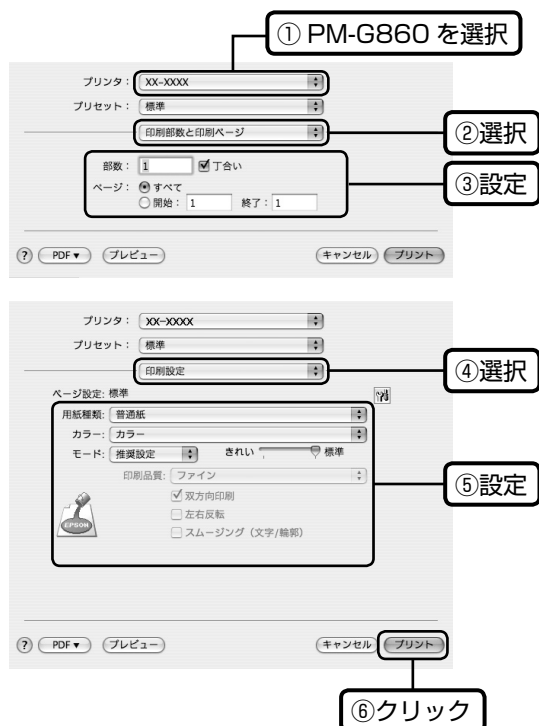 ① PM-G860 を選択
プリンタ： XX-XXXX
プリセット： 標準
印刷部数と印刷ページ
②選択
部数： 1 丁合い
③設定
ページ： すべて
開始： 1 終了： 1
? PDF▼ プレビュー キャンセル プリント
プリンタ： XX-XXXX
プリセット： 標準
印刷設定
④選択
ページ設定: 標準
用紙種類: 普通紙
カラー: カラー
モード: 推奨設定 きれい 標準
印刷品質: ファイン
⑤設定
双方向印刷
左右反転
EPSON
スムージング（文字/輪郭）
? PDF▼ プレビュー キャンセル プリント
⑥クリック